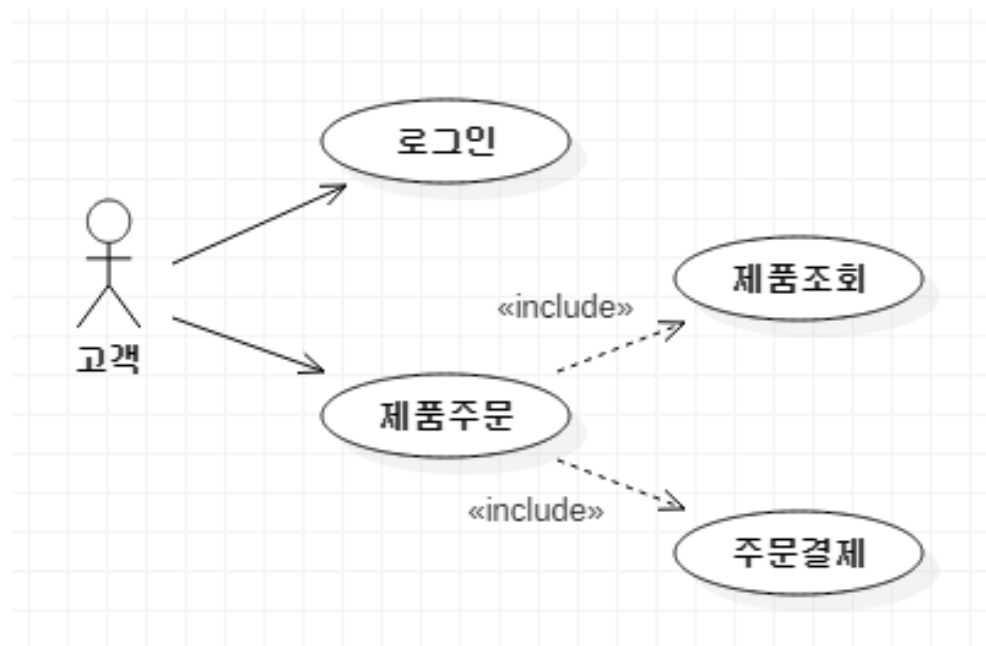 로그인
제품조회
«include»
고객
제품주문
«include»
주문결제